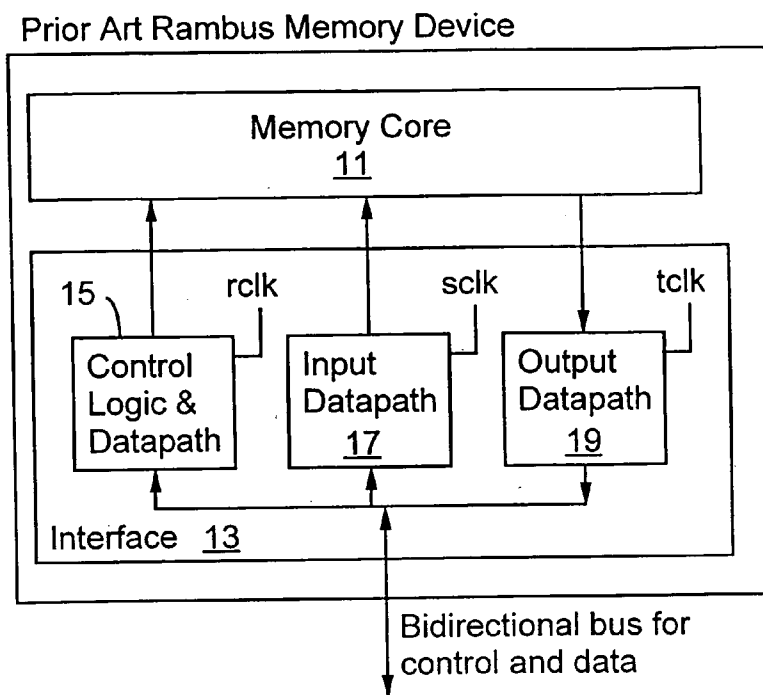 Prior Art Rambus Memory Device
Memory Core
11
15
rclk
sclk
tclk
Control
Logic &
Datapath
Input
Datapath
17
Output
Datapath
19
Interface 13
Bidirectional bus for
control and data